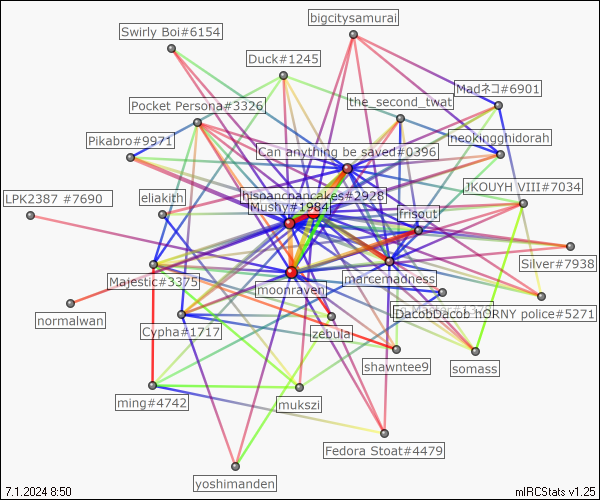 bigcitysamurai
Swirly Boi#6154
Duck#1245
Madネコ#6901
the_second_twat
Pocket Persona#3326
neokingghidorah
Pikabro#9971
Can anything be saved#0396
JKOUYH VIII#7034
hispanicpancakes#2928
LPK2387 #7690
eliakith
Mushy#1984
frisout
Silver#7938
Majestic#3375
marcemadness
moonraven
DacobDacob hORNY police#5271
normalwan
Cypha#1717
zebula
shawntee9
somass
ming#4742
mukszi
Fedora Stoat#4479
yoshimanden
7.1.2024 8:50
mIRCStats v1.25